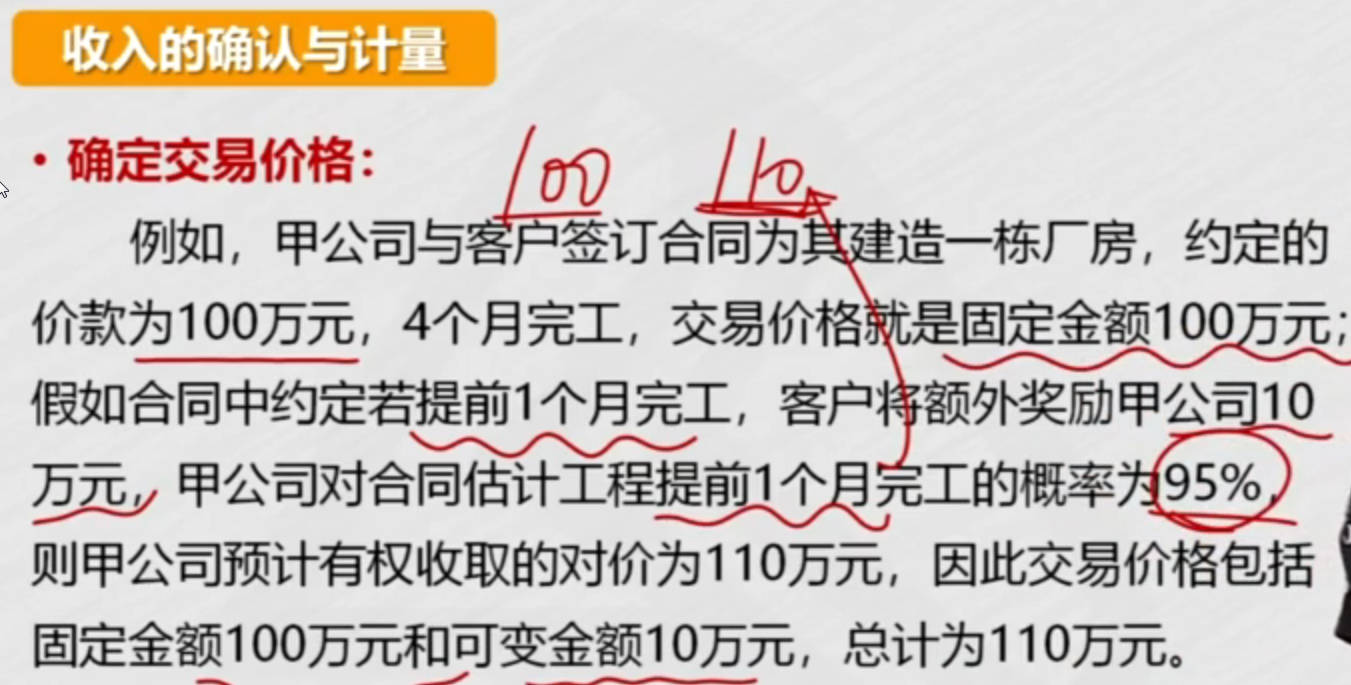 收入的确认与计量
• 确定交易价格：
100 110
例如，甲公司与客户签订合同为其建造一栋厂房，约定的
价款为100万元，4个月完工，交易价格就是固定金额100万元；
假如合同中约定若提前1个月完工，客户将额外奖励甲公司10
万元，甲公司对合同估计工程提前1个月完工的概率为95%，
则甲公司预计有权收取的对价为110万元，因此交易价格包括
固定金额100万元和可变金额10万元，总计为110万元。